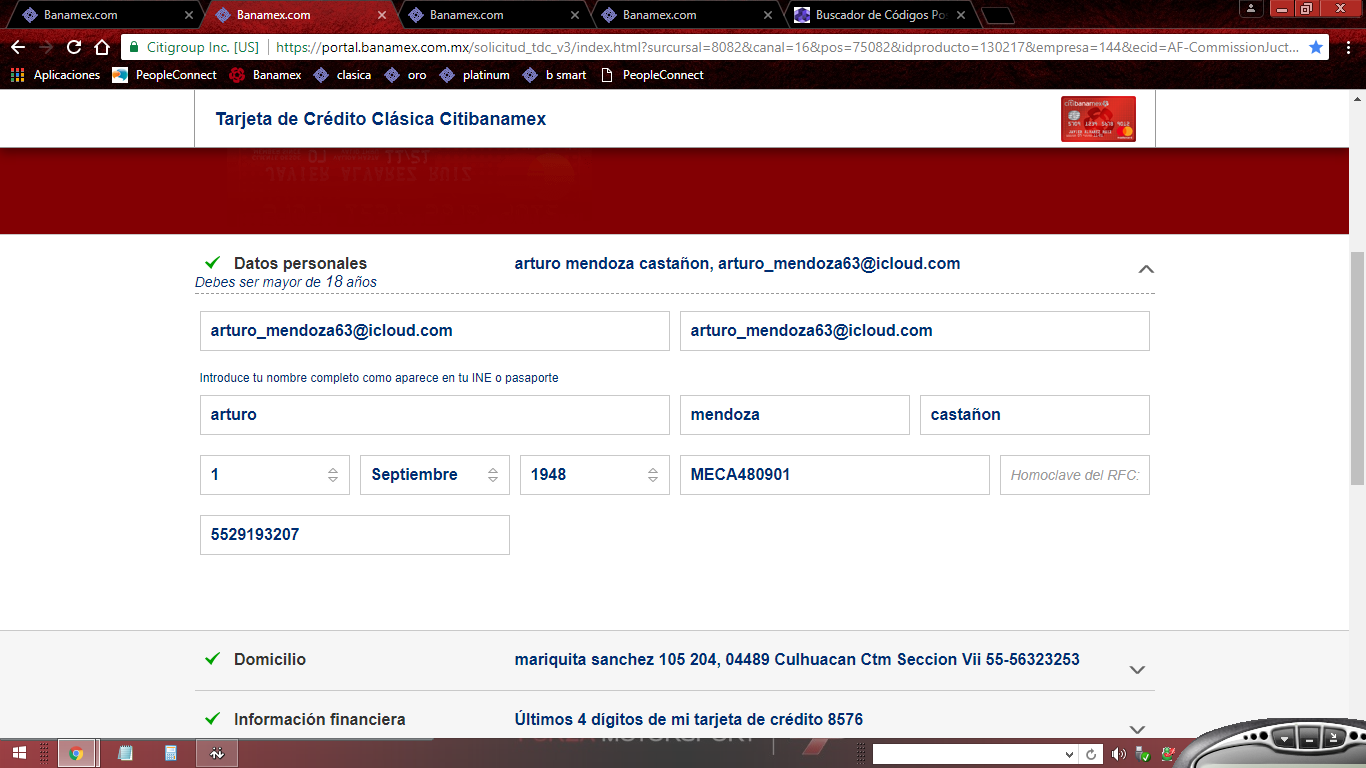 Banamex.com
Banamex.com
Banamex.com
Banamex.com
Buscador de Códigos Po
Citigroup Inc. [US] https://portal.banamex.com.mx/solicitud_tdc_v3/index.html?sucursal=8082&canal=16&pos=75082&idproducto=130217&empresa=144&ecid=AF-CommissionJuct...
Aplicaciones PeopleConnect Banamex clasica oro platinum b smart PeopleConnect
Tarjeta de Crédito Clásica Citibanamex
citibanamex
JAVIER ALVAREZ RUIZ
Datos personales arturo mendoza castañon, arturo_mendoza63@icloud.com
Debes ser mayor de 18 años
arturo_mendoza63@icloud.com arturo_mendoza63@icloud.com
Introduce tu nombre completo como aparece en tu INE o pasaporte
arturo mendoza castañon
1 Septiembre 1948 MECA480901 Homoclave del RFC:
5529193207
Domicilio mariquita sanchez 105 204, 04489 Culhuacan Ctm Seccion Vii 55-56323253
Información financiera Últimos 4 dígitos de mi tarjeta de crédito 8576